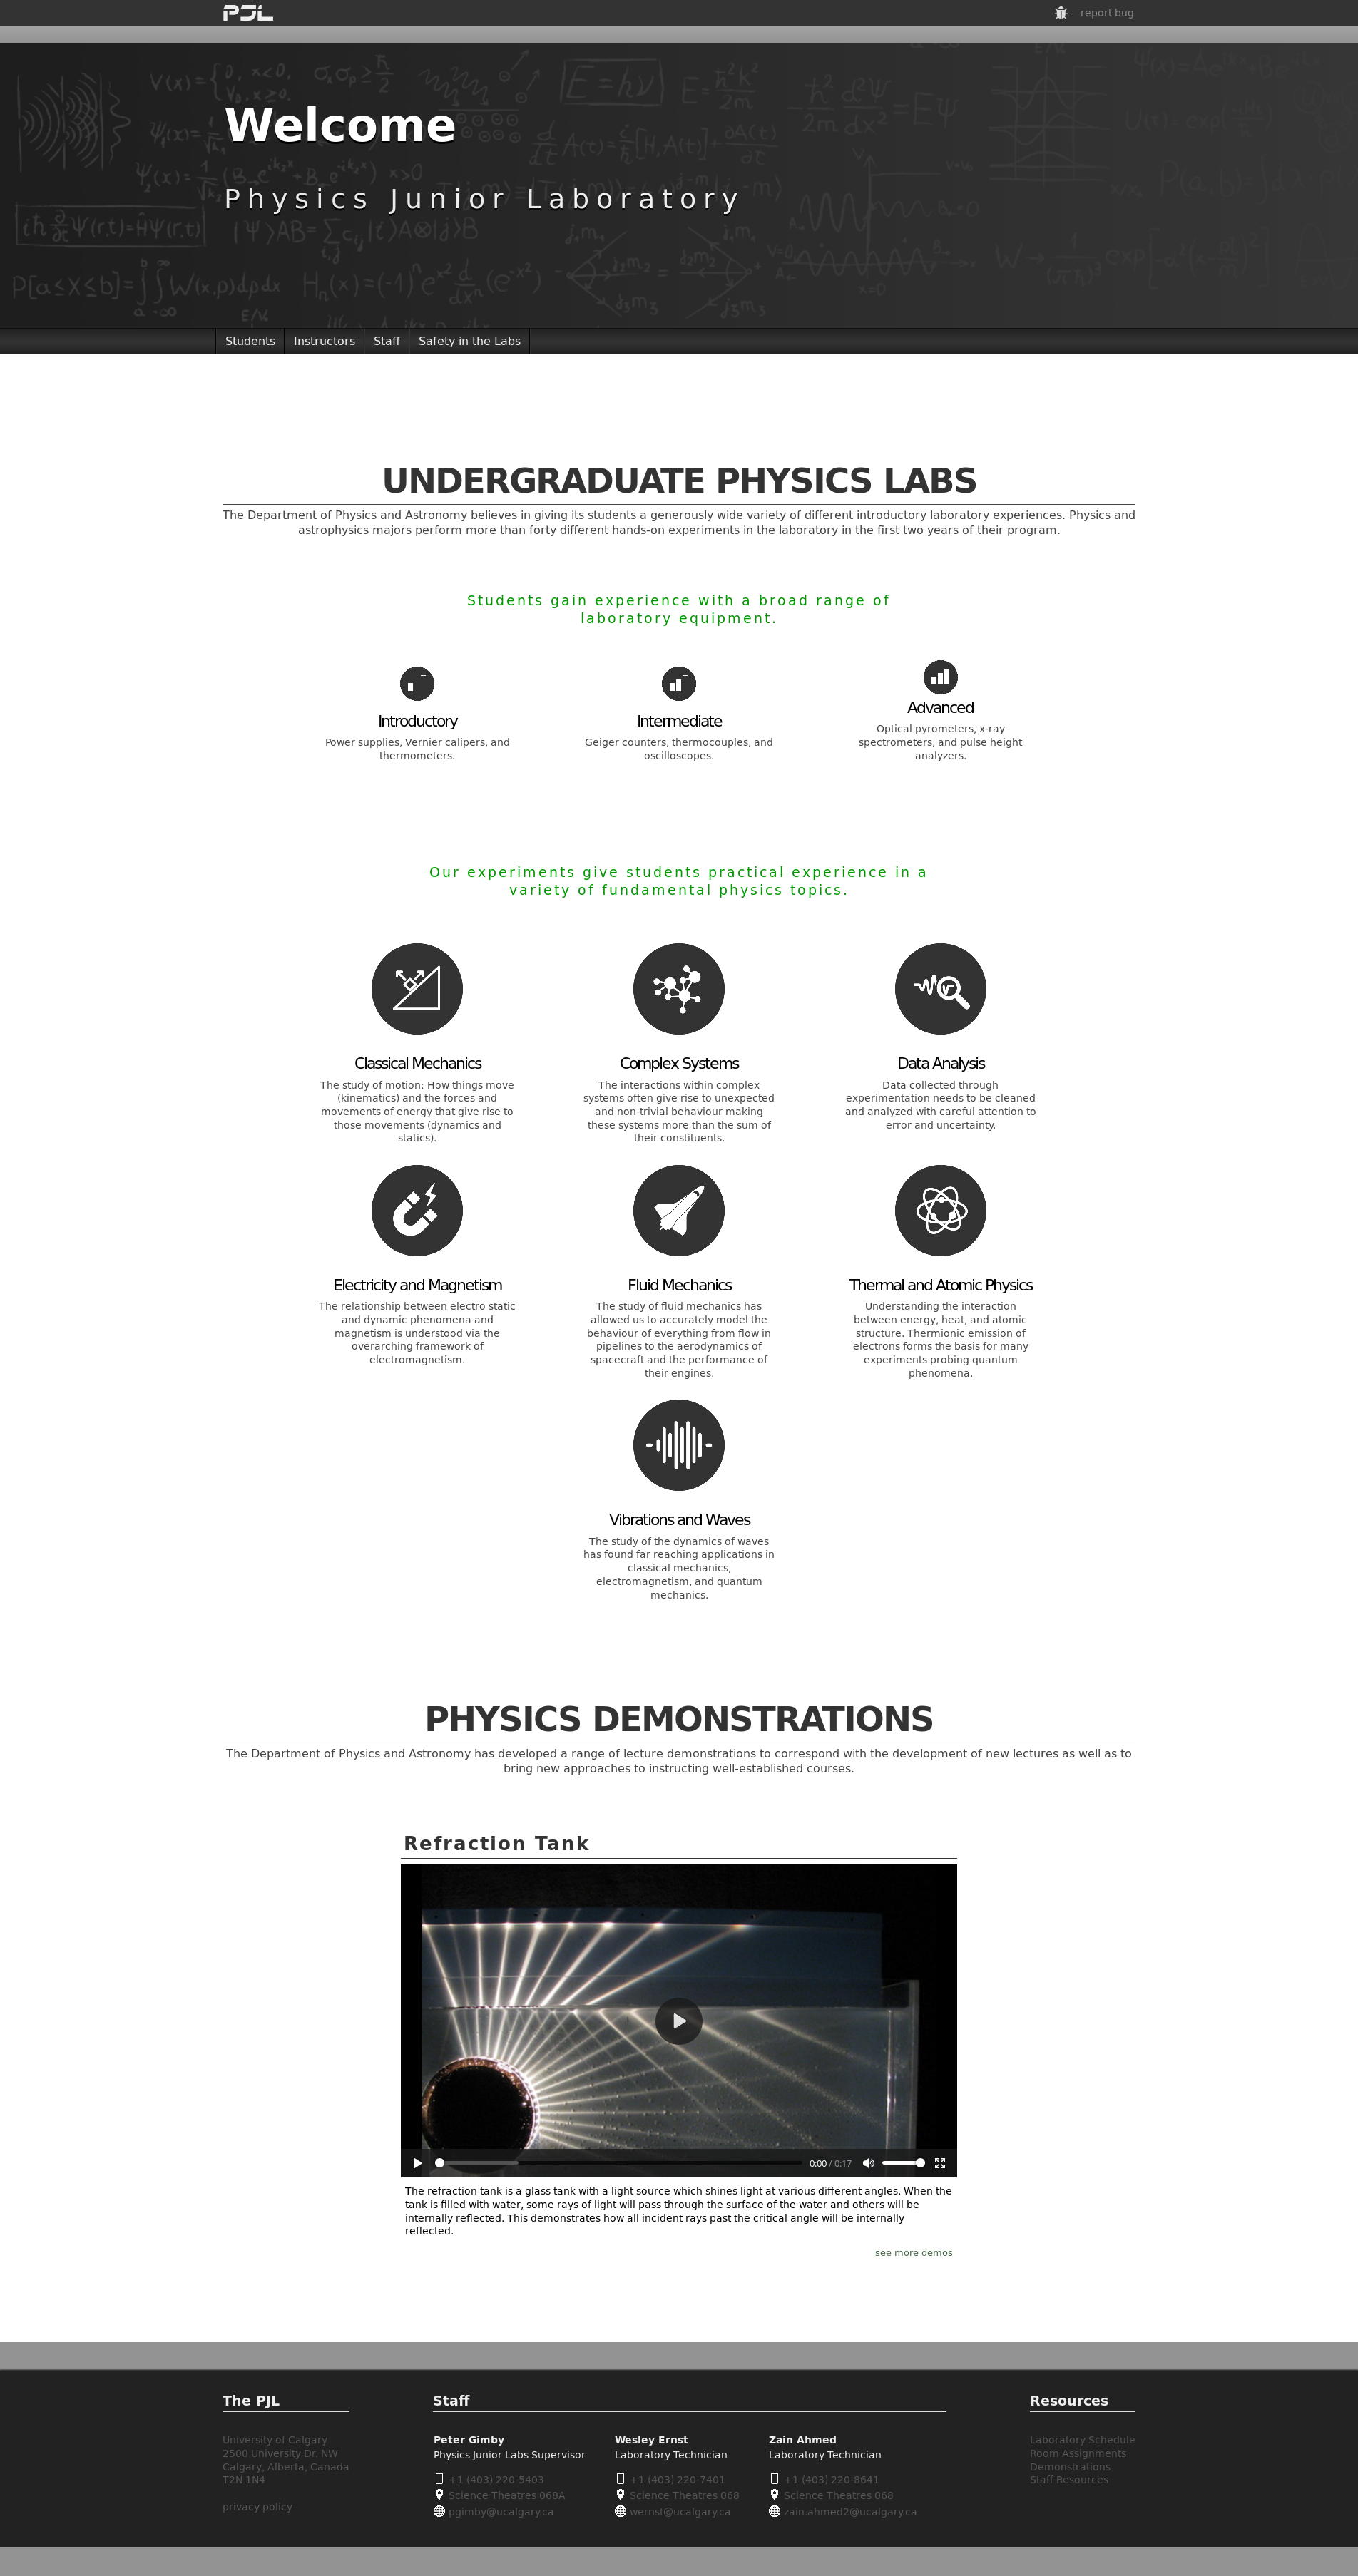 PJL
report bug
Welcome
Physics Junior Laboratory
Students
Instructors
Staff
Safety in the Labs
UNDERGRADUATE PHYSICS LABS
The Department of Physics and Astronomy believes in giving its students a generously wide variety of different introductory laboratory experiences. Physics and
astrophysics majors perform more than forty different hands-on experiments in the laboratory in the first two years of their program.
Students gain experience with a broad range of
laboratory equipment.
Introductory
Power supplies, Vernier calipers, and
thermometers.
Intermediate
Geiger counters, thermocouples, and
oscilloscopes.
Advanced
Optical pyrometers, x-ray
spectrometers, and pulse height
analyzers.
Our experiments give students practical experience in a
variety of fundamental physics topics.
Classical Mechanics
The study of motion: How things move
(kinematics) and the forces and
movements of energy that give rise to
those movements (dynamics and
statics).
Complex Systems
The interactions within complex
systems often give rise to unexpected
and non-trivial behaviour making
these systems more than the sum of
their constituents.
Data Analysis
Data collected through
experimentation needs to be cleaned
and analyzed with careful attention to
error and uncertainty.
Electricity and Magnetism
The relationship between electro static
and dynamic phenomena and
magnetism is understood via the
overarching framework of
electromagnetism.
Fluid Mechanics
The study of fluid mechanics has
allowed us to accurately model the
behaviour of everything from flow in
pipelines to the aerodynamics of
spacecraft and the performance of
their engines.
Thermal and Atomic Physics
Understanding the interaction
between energy, heat, and atomic
structure. Thermionic emission of
electrons forms the basis for many
experiments probing quantum
phenomena.
Vibrations and Waves
The study of the dynamics of waves
has found far reaching applications in
classical mechanics,
electromagnetism, and quantum
mechanics.
PHYSICS DEMONSTRATIONS
The Department of Physics and Astronomy has developed a range of lecture demonstrations to correspond with the development of new lectures as well as to
bring new approaches to instructing well-established courses.
Refraction Tank
0:00 / 0:17
The refraction tank is a glass tank with a light source which shines light at various different angles. When the
tank is filled with water, some rays of light will pass through the surface of the water and others will be
internally reflected. This demonstrates how all incident rays past the critical angle will be internally
reflected.
see more demos
The PJL
University of Calgary
2500 University Dr. NW
Calgary, Alberta, Canada
T2N 1N4
privacy policy
Staff
Peter Gimby
Physics Junior Labs Supervisor
+1 (403) 220-5403
Science Theatres 068A
pgimby@ucalgary.ca
Wesley Ernst
Laboratory Technician
+1 (403) 220-7401
Science Theatres 068
wernst@ucalgary.ca
Zain Ahmed
Laboratory Technician
+1 (403) 220-8641
Science Theatres 068
zain.ahmed2@ucalgary.ca
Resources
Laboratory Schedule
Room Assignments
Demonstrations
Staff Resources